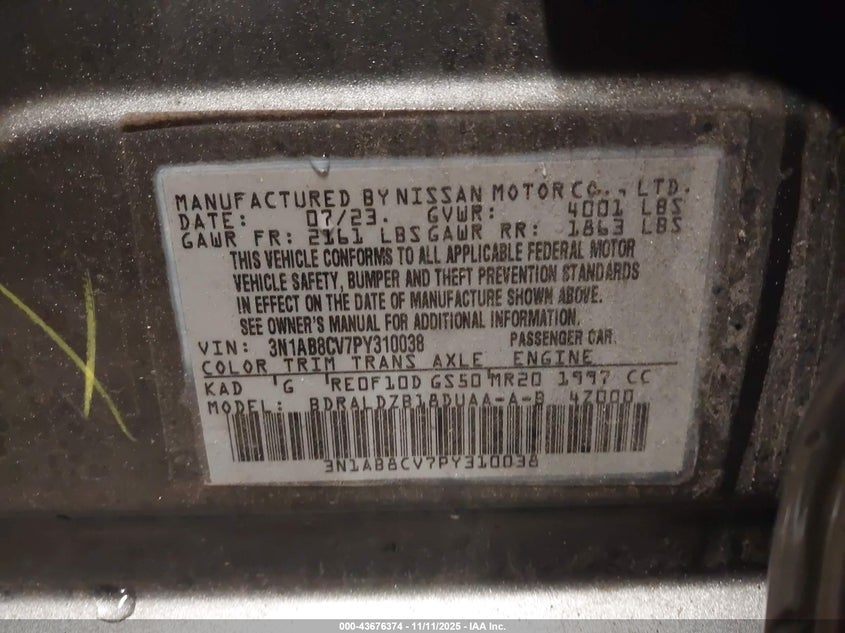 MANUFACTURED BY NISSAN MOTOR CO., LTD.
DATE: 07/23. GVWR: 4001 LBS
GAWR FR: 2161 LBS GAWR RR: 1863 LBS
THIS VEHICLE CONFORMS TO ALL APPLICABLE FEDERAL MOTOR
VEHICLE SAFETY, BUMPER AND THEFT PREVENTION STANDARDS
IN EFFECT ON THE DATE OF MANUFACTURE SHOWN ABOVE.
SEE OWNER'S MANUAL FOR ADDITIONAL INFORMATION.
VIN: 3N1AB8CV7PY310038 PASSENGER CAR.
COLOR TRIM TRANS AXLE ENGINE
KAD G RE0F10D GS50 MR20 1997 CC
MODEL: BDRALDZB18DUAA-A-B 4Z000
3N1AB8CV7PY310038
000-43676374 - 11/11/2025 - IAA Inc.